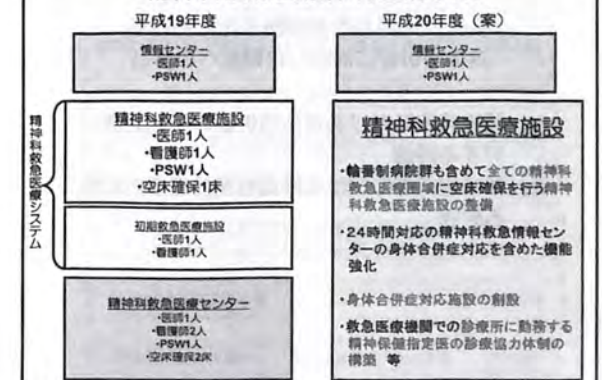 平成19年度
情報センター
・医師1人
・PSW1人
精神科救急医療システム
精神科救急医療施設
・医師1人
・看護師1人
・PSW1人
・空床確保1床
初期救急医療施設
・医師1人
・看護師1人
精神科救急医療センター
・医師1人
・看護師2人
・PSW1人
・空床確保2床
平成20年度（案）
情報センター
・医師1人
・PSW1人
精神科救急医療施設
・輪番制病院群も含めて全ての精神科
救急医療圏域に空床確保を行う精神
科救急医療施設の整備
・24時間対応の精神科救急情報セン
ターの身体合併症対応を含めた機能
強化
・身体合併症対応施設の創設
・救急医療機関での診療所に勤務する
精神保健指定医の診療協力体制の
構築 等